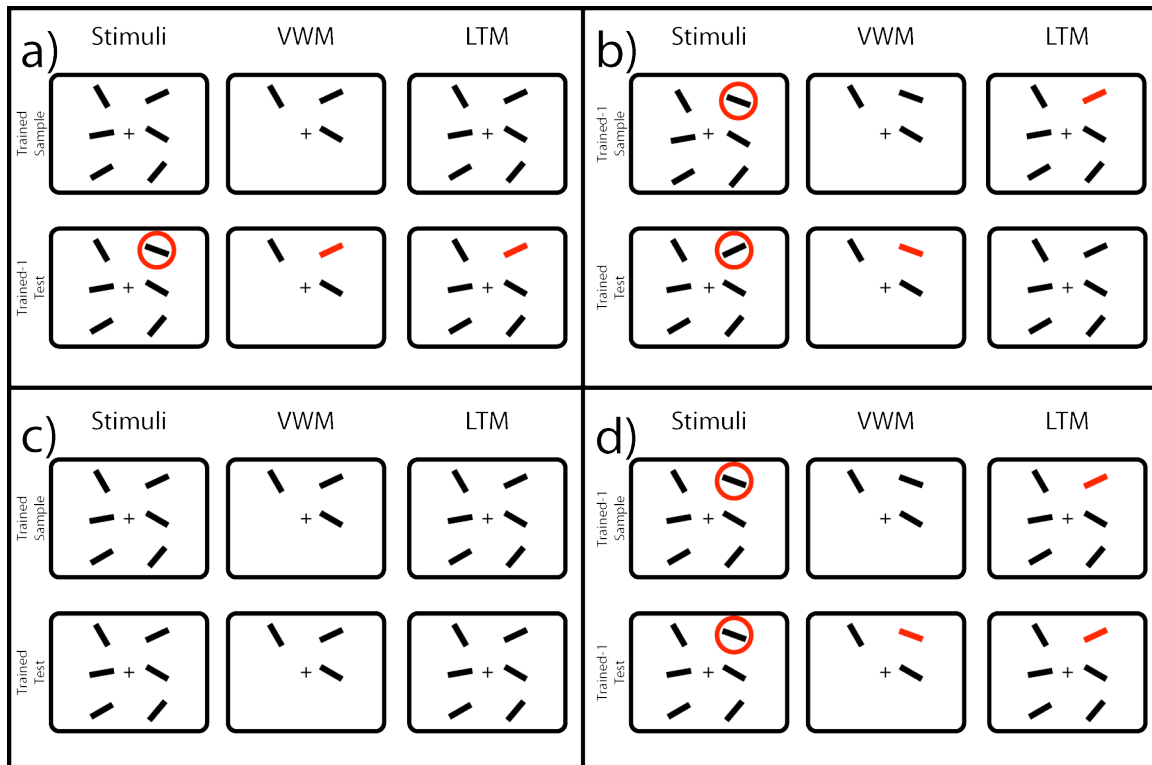 a)
Stimuli VWM LTM
Trained
Sample
Trained-1
Test
b)
Stimuli VWM LTM
Trained-1
Sample
Trained
Test
c)
Stimuli VWM LTM
Trained
Sample
Trained
Test
d)
Stimuli VWM LTM
Trained-1
Sample
Trained-1
Test